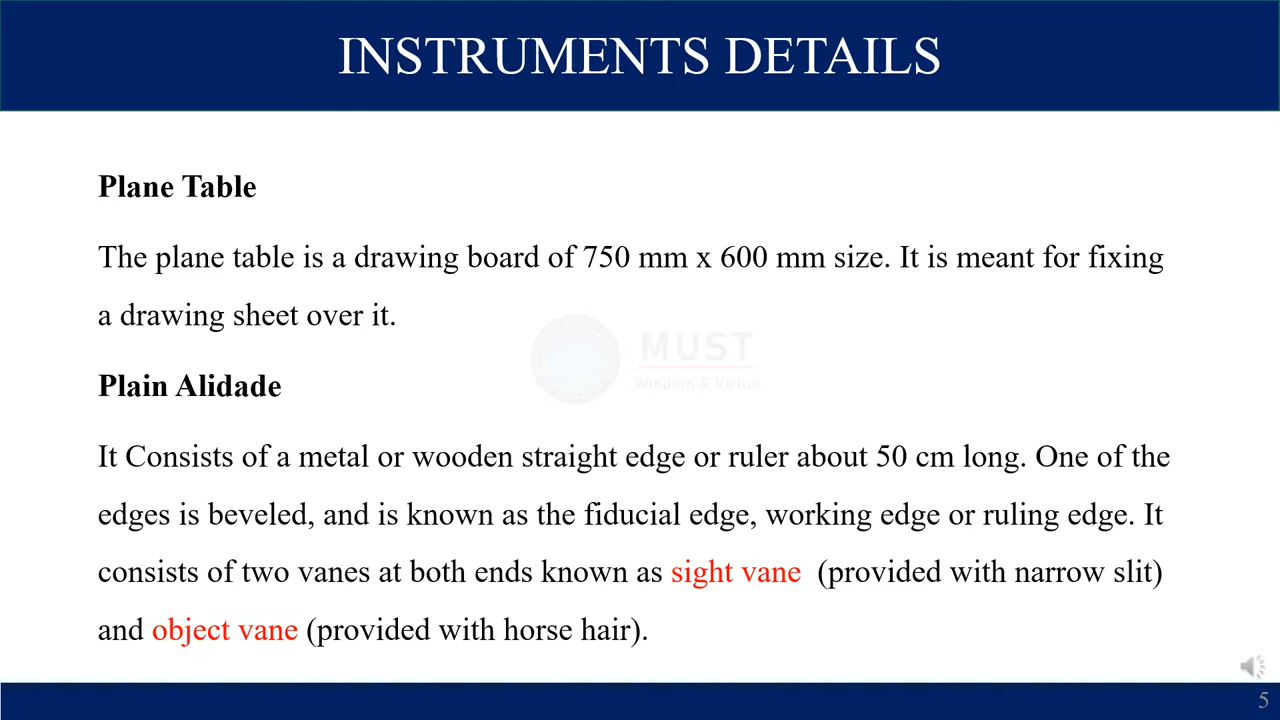 INSTRUMENTS DETAILS
Plane Table
The plane table is a drawing board of 750 mm x 600 mm size. It is meant for fixing
a drawing sheet over it.
MUST
Wisdom & Virtue
Plain Alidade
It Consists of a metal or wooden straight edge or ruler about 50 cm long. One of the
edges is beveled, and is known as the fiducial edge, working edge or ruling edge. It
consists of two vanes at both ends known as sight vane (provided with narrow slit)
and object vane (provided with horse hair).
5